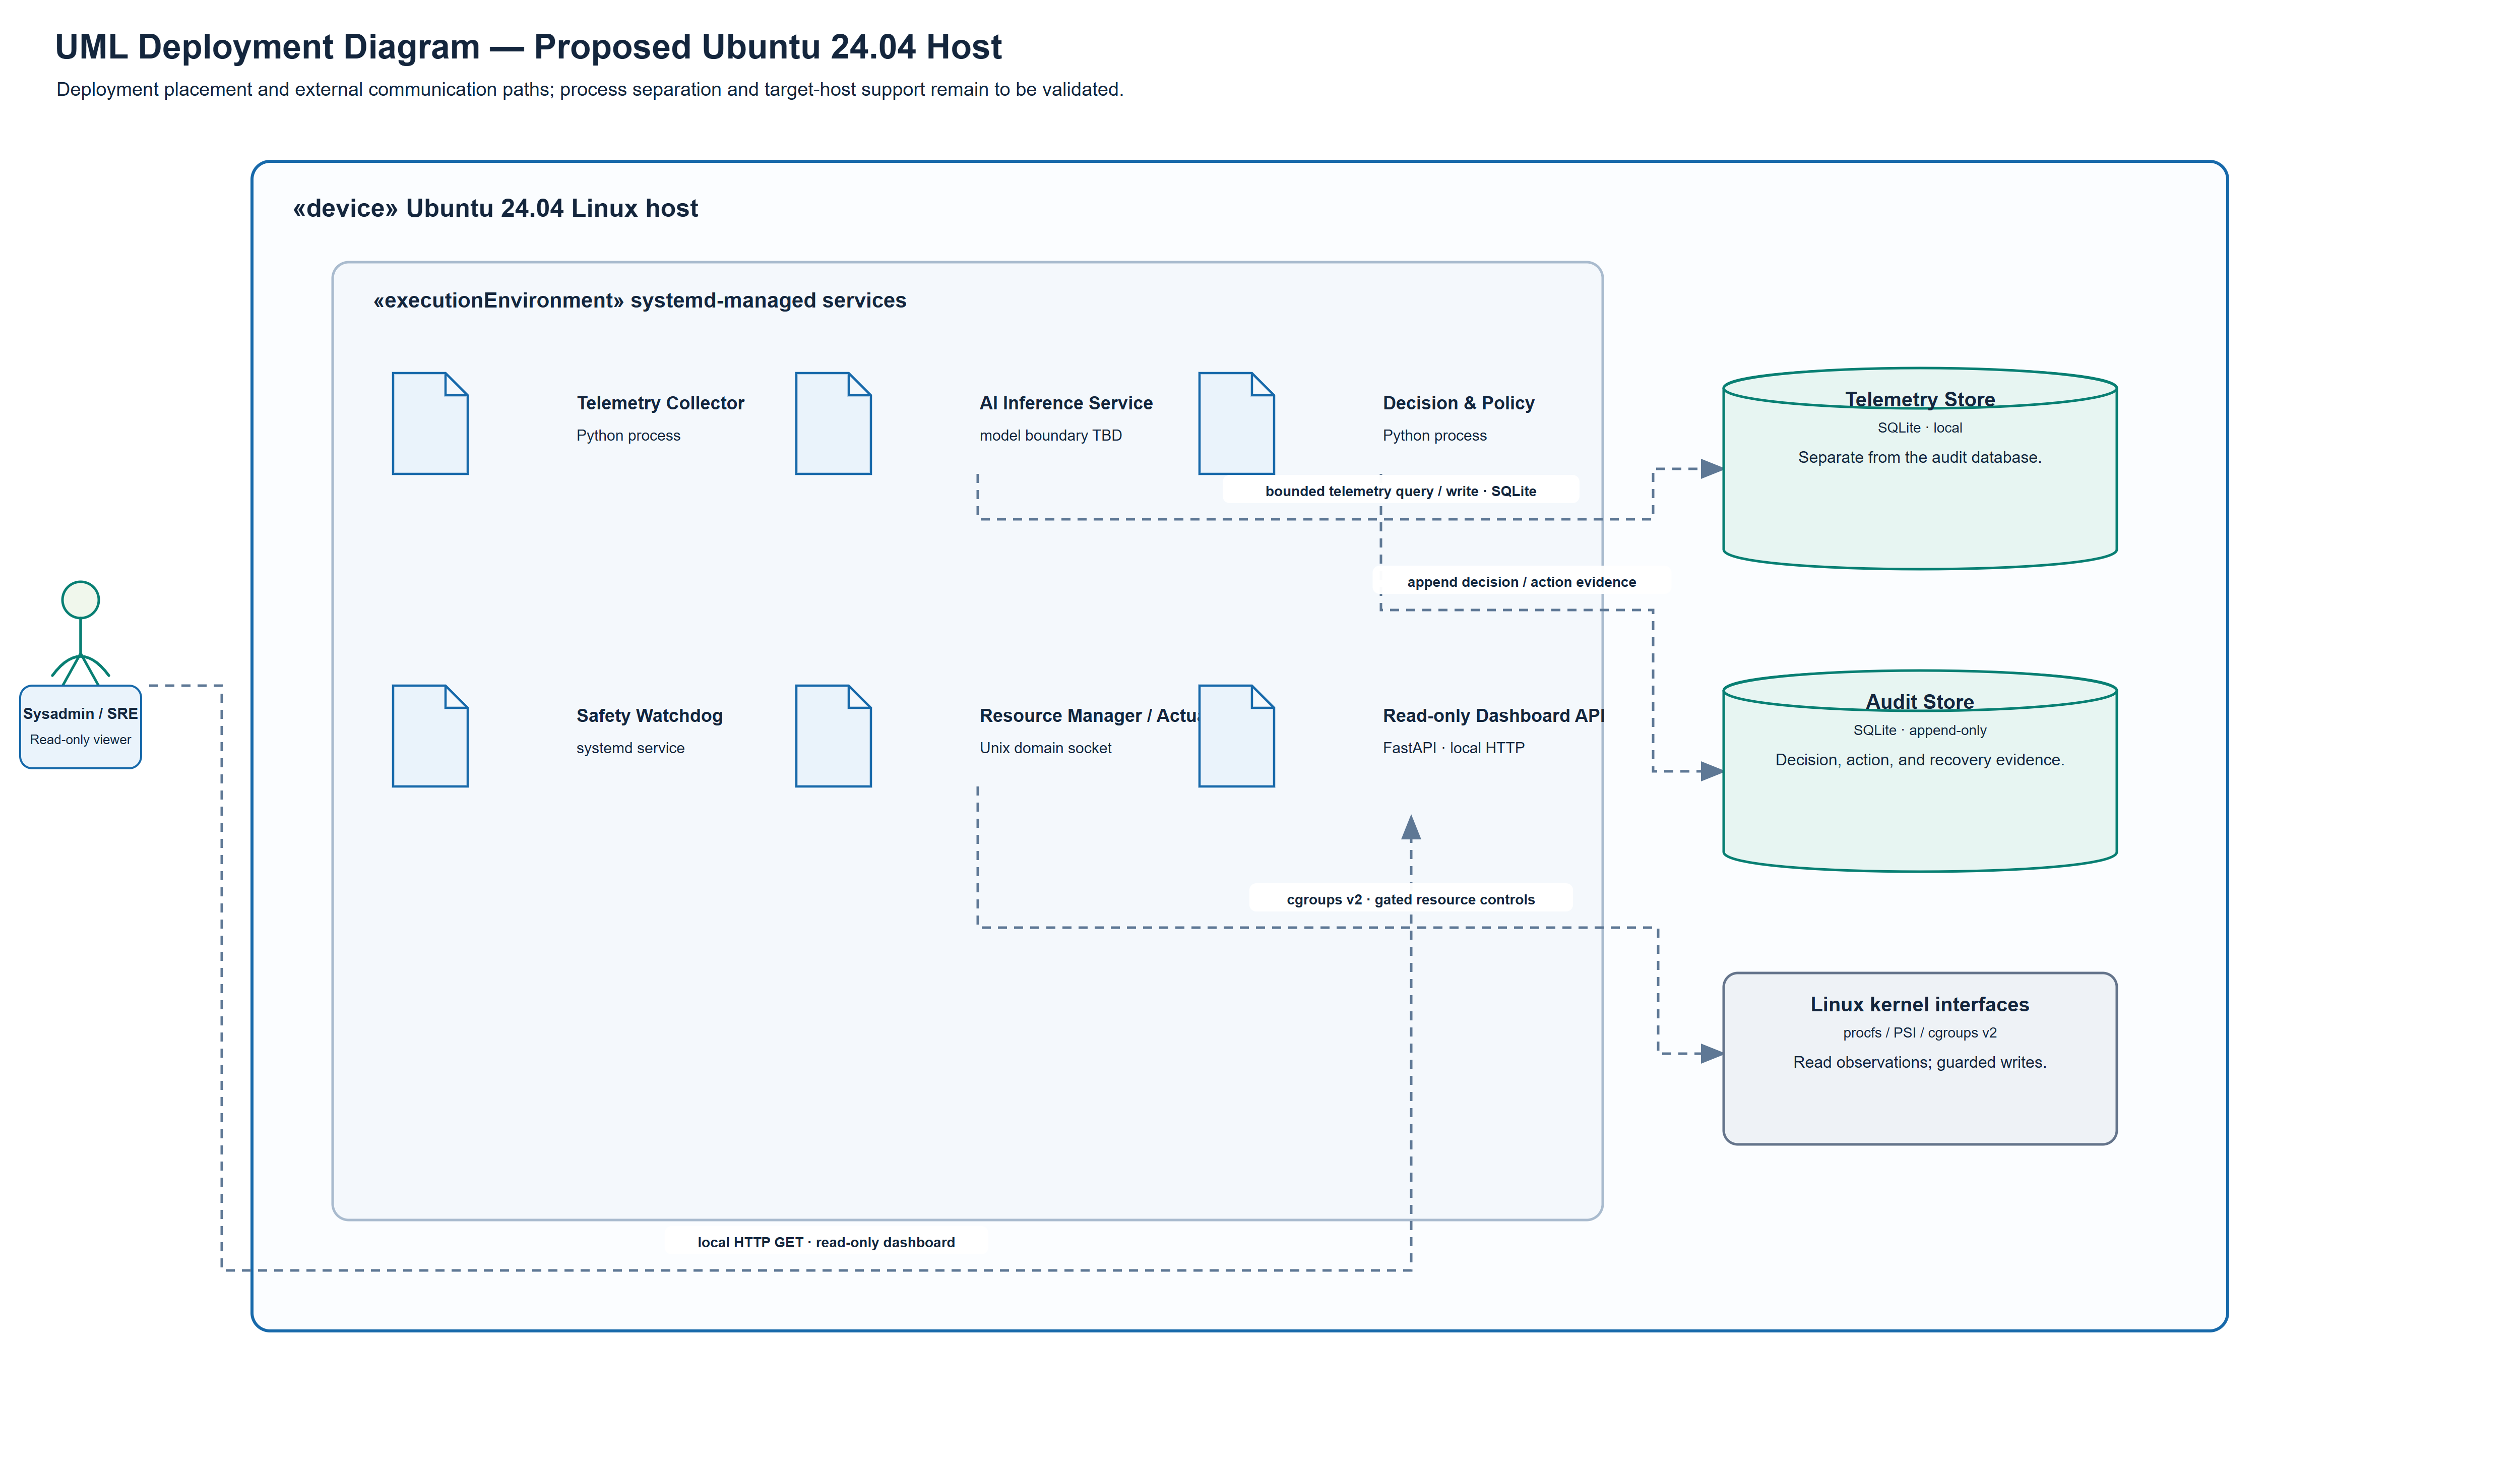 UML Deployment Diagram — Proposed Ubuntu 24.04 Host
Deployment placement and external communication paths; process separation and target-host support remain to be validated.
«device» Ubuntu 24.04 Linux host
«executionEnvironment» systemd-managed services
Telemetry Collector
Python process
AI Inference Service
model boundary TBD
Decision & Policy
Python process
Telemetry Store
SQLite · local
Separate from the audit database.
bounded telemetry query / write · SQLite
append decision / action evidence
Sysadmin / SRE
Read-only viewer
Safety Watchdog
systemd service
Resource Manager / Actua
Unix domain socket
Read-only Dashboard API
FastAPI · local HTTP
Audit Store
SQLite · append-only
Decision, action, and recovery evidence.
cgroups v2 · gated resource controls
Linux kernel interfaces
procfs / PSI / cgroups v2
Read observations; guarded writes.
local HTTP GET · read-only dashboard